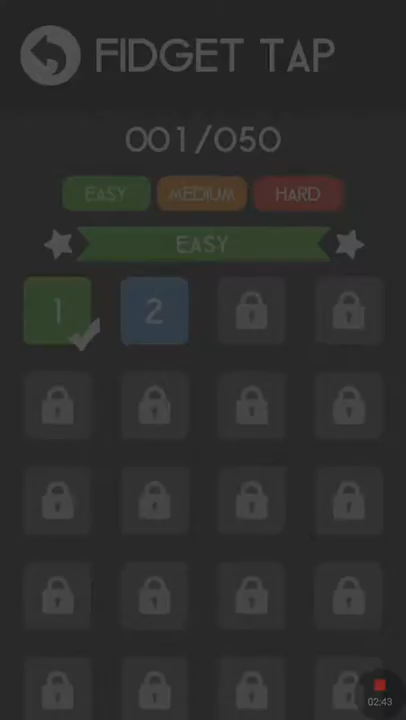 FIDGET TAP
001/050
EASY MEDIUM HARD
EASY
1 2
02:43